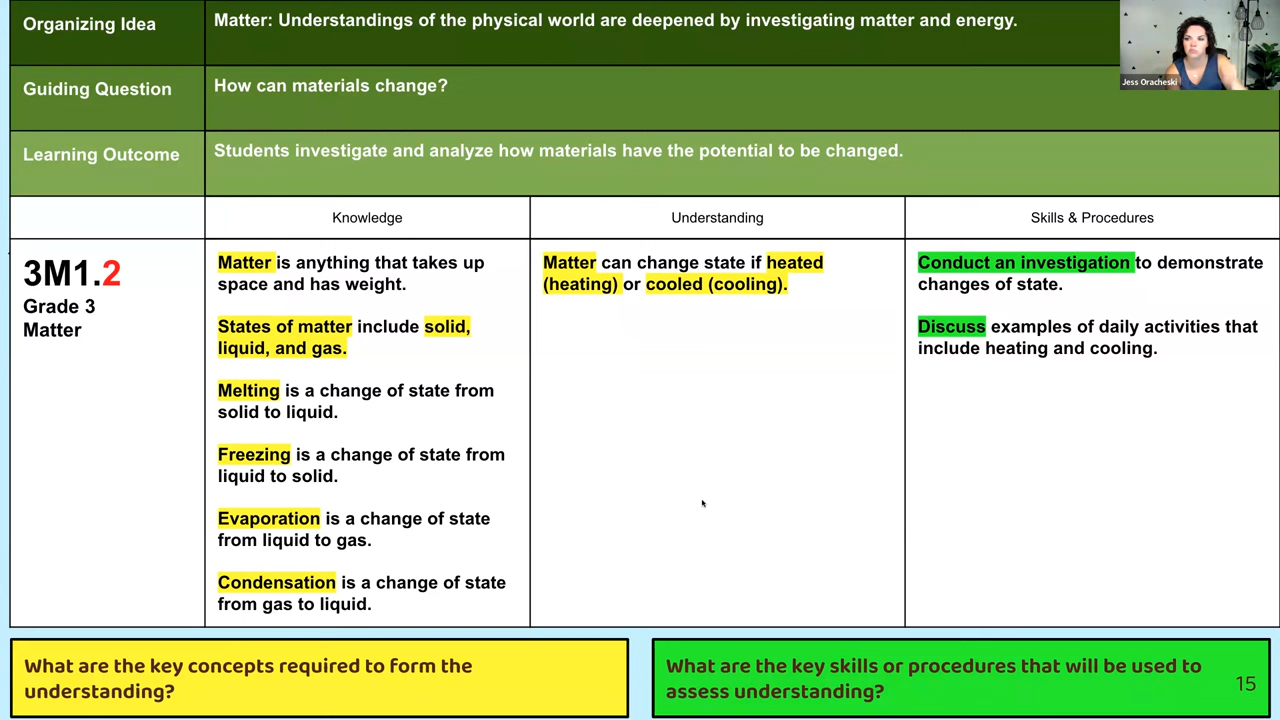 Organizing Idea
Matter: Understandings of the physical world are deepened by investigating matter and energy.
Jess Oracheski
Guiding Question
How can materials change?
Learning Outcome
Students investigate and analyze how materials have the potential to be changed.
Knowledge
Understanding
Skills & Procedures
3M1.2
Grade 3
Matter
Matter is anything that takes up
space and has weight.
States of matter include solid,
liquid, and gas.
Melting is a change of state from
solid to liquid.
Freezing is a change of state from
liquid to solid.
Evaporation is a change of state
from liquid to gas.
Condensation is a change of state
from gas to liquid.
Matter can change state if heated
(heating) or cooled (cooling).
Conduct an investigation to demonstrate
changes of state.
Discuss examples of daily activities that
include heating and cooling.
What are the key concepts required to form the
understanding?
What are the key skills or procedures that will be used to
assess understanding?
15